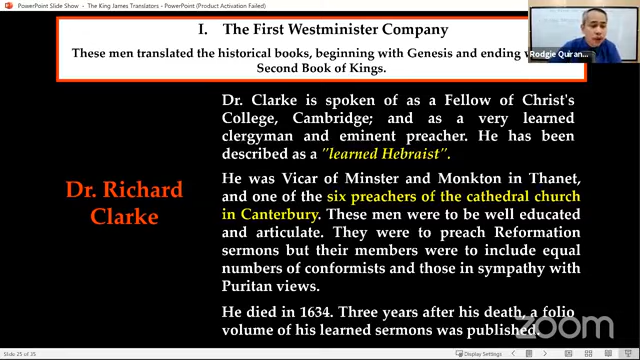 PowerPoint Slide Show - The King James Translators - PowerPoint (Product Activation Failed)
I. The First Westminister Company
These men translated the historical books, beginning with Genesis and ending
Second Book of Kings.
Rodgie Quiran...
Dr. Richard
Clarke
Dr. Clarke is spoken of as a Fellow of Christ's
College, Cambridge; and as a very learned
clergyman and eminent preacher. He has been
described as a "learned Hebraist".
He was Vicar of Minster and Monkton in Thanet,
and one of the six preachers of the cathedral church
in Canterbury. These men were to be well educated
and articulate. They were to preach Reformation
sermons but their members were to include equal
numbers of conformists and those in sympathy with
Puritan views.
He died in 1634. Three years after his death, a folio
volume of his learned sermons was published.
zoom
Slide 25 of 35
Display Settings